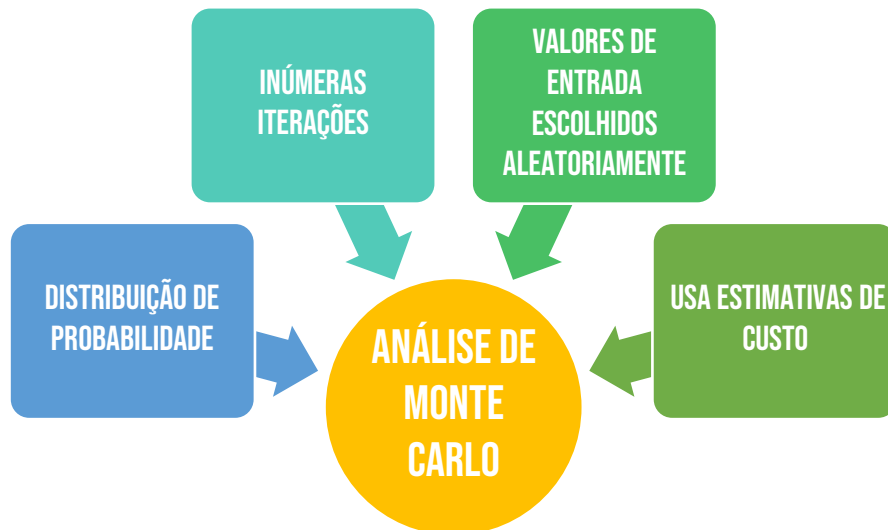 INÚMERAS
ITERAÇÕES
VALORES DE
ENTRADA
ESCOLHIDOS
ALEATORIAMENTE
DISTRIBUIÇÃO DE
PROBABILIDADE
USA ESTIMATIVAS DE
CUSTO
ANÁLISE DE
MONTE
CARLO